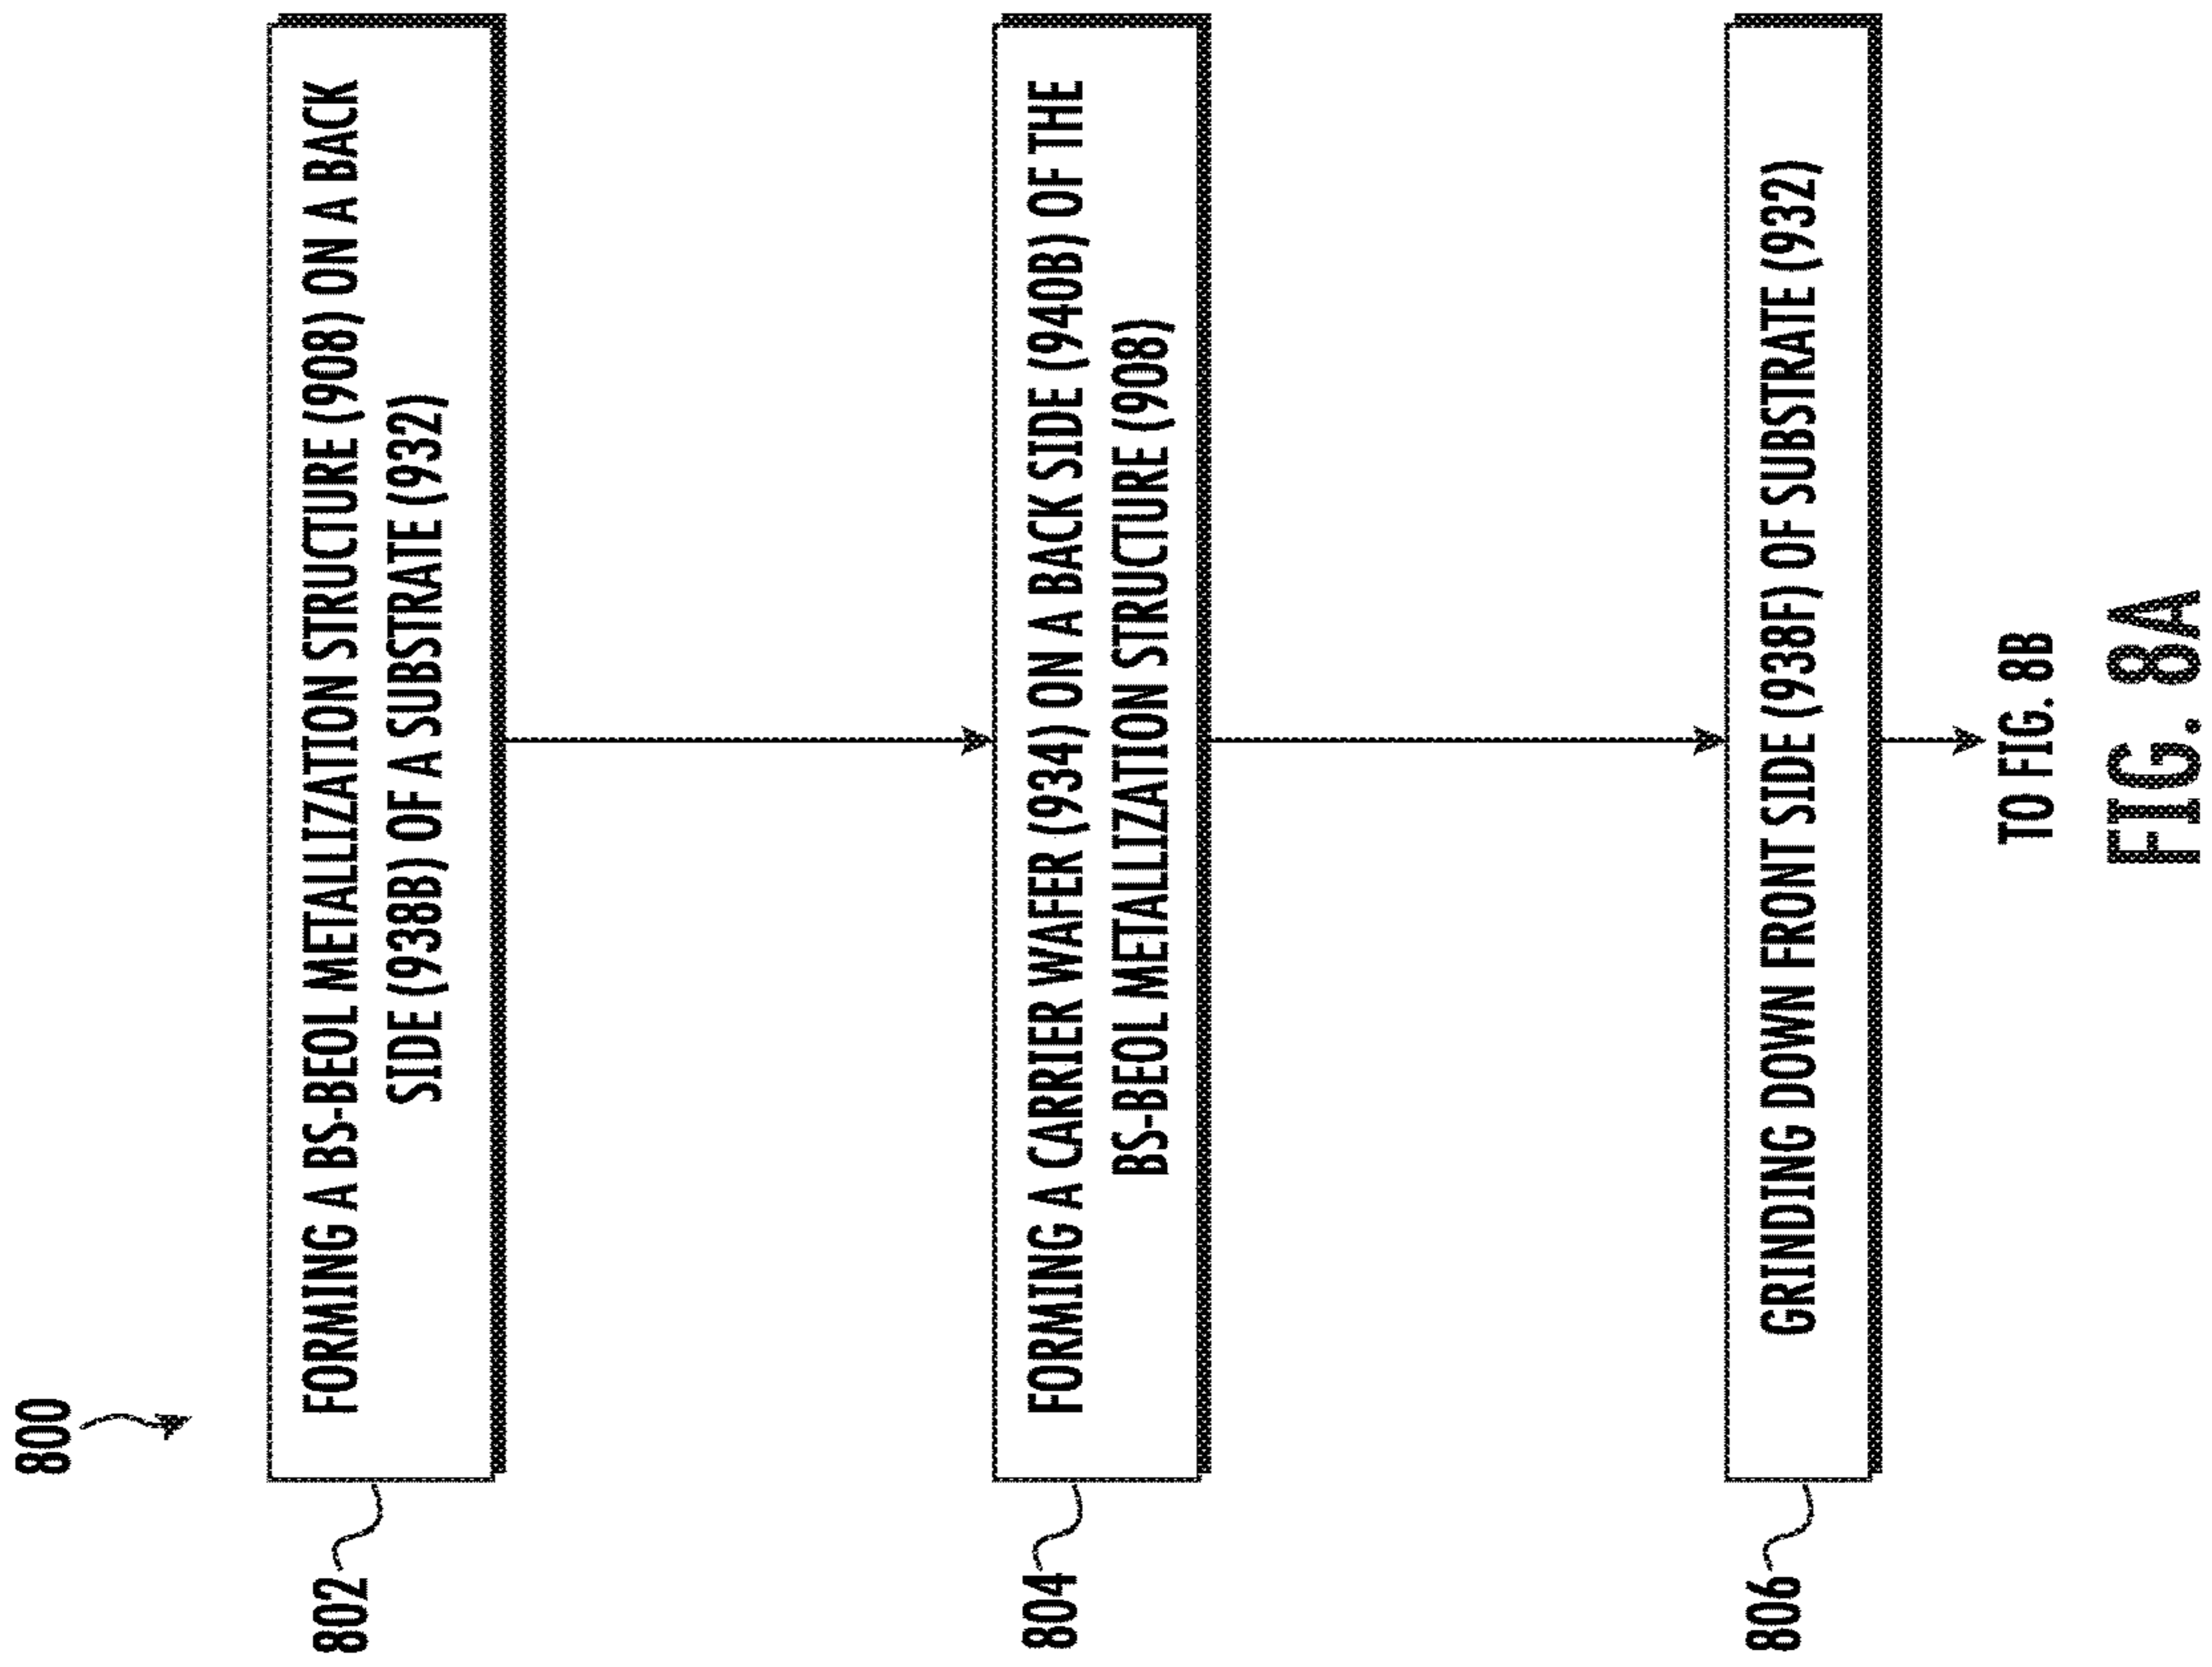 800
802
FORMING A BS-BEOL METALLIZATION STRUCTURE (908) ON A BACK
SIDE (938B) OF A SUBSTRATE (932)
804
FORMING A CARRIER WAFER (934) ON A BACK SIDE (940B) OF THE
BS-BEOL METALLIZATION STRUCTURE (908)
806
GRINDING DOWN FRONT SIDE (938F) OF SUBSTRATE (932)
TO FIG. 8B
FIG. 8A